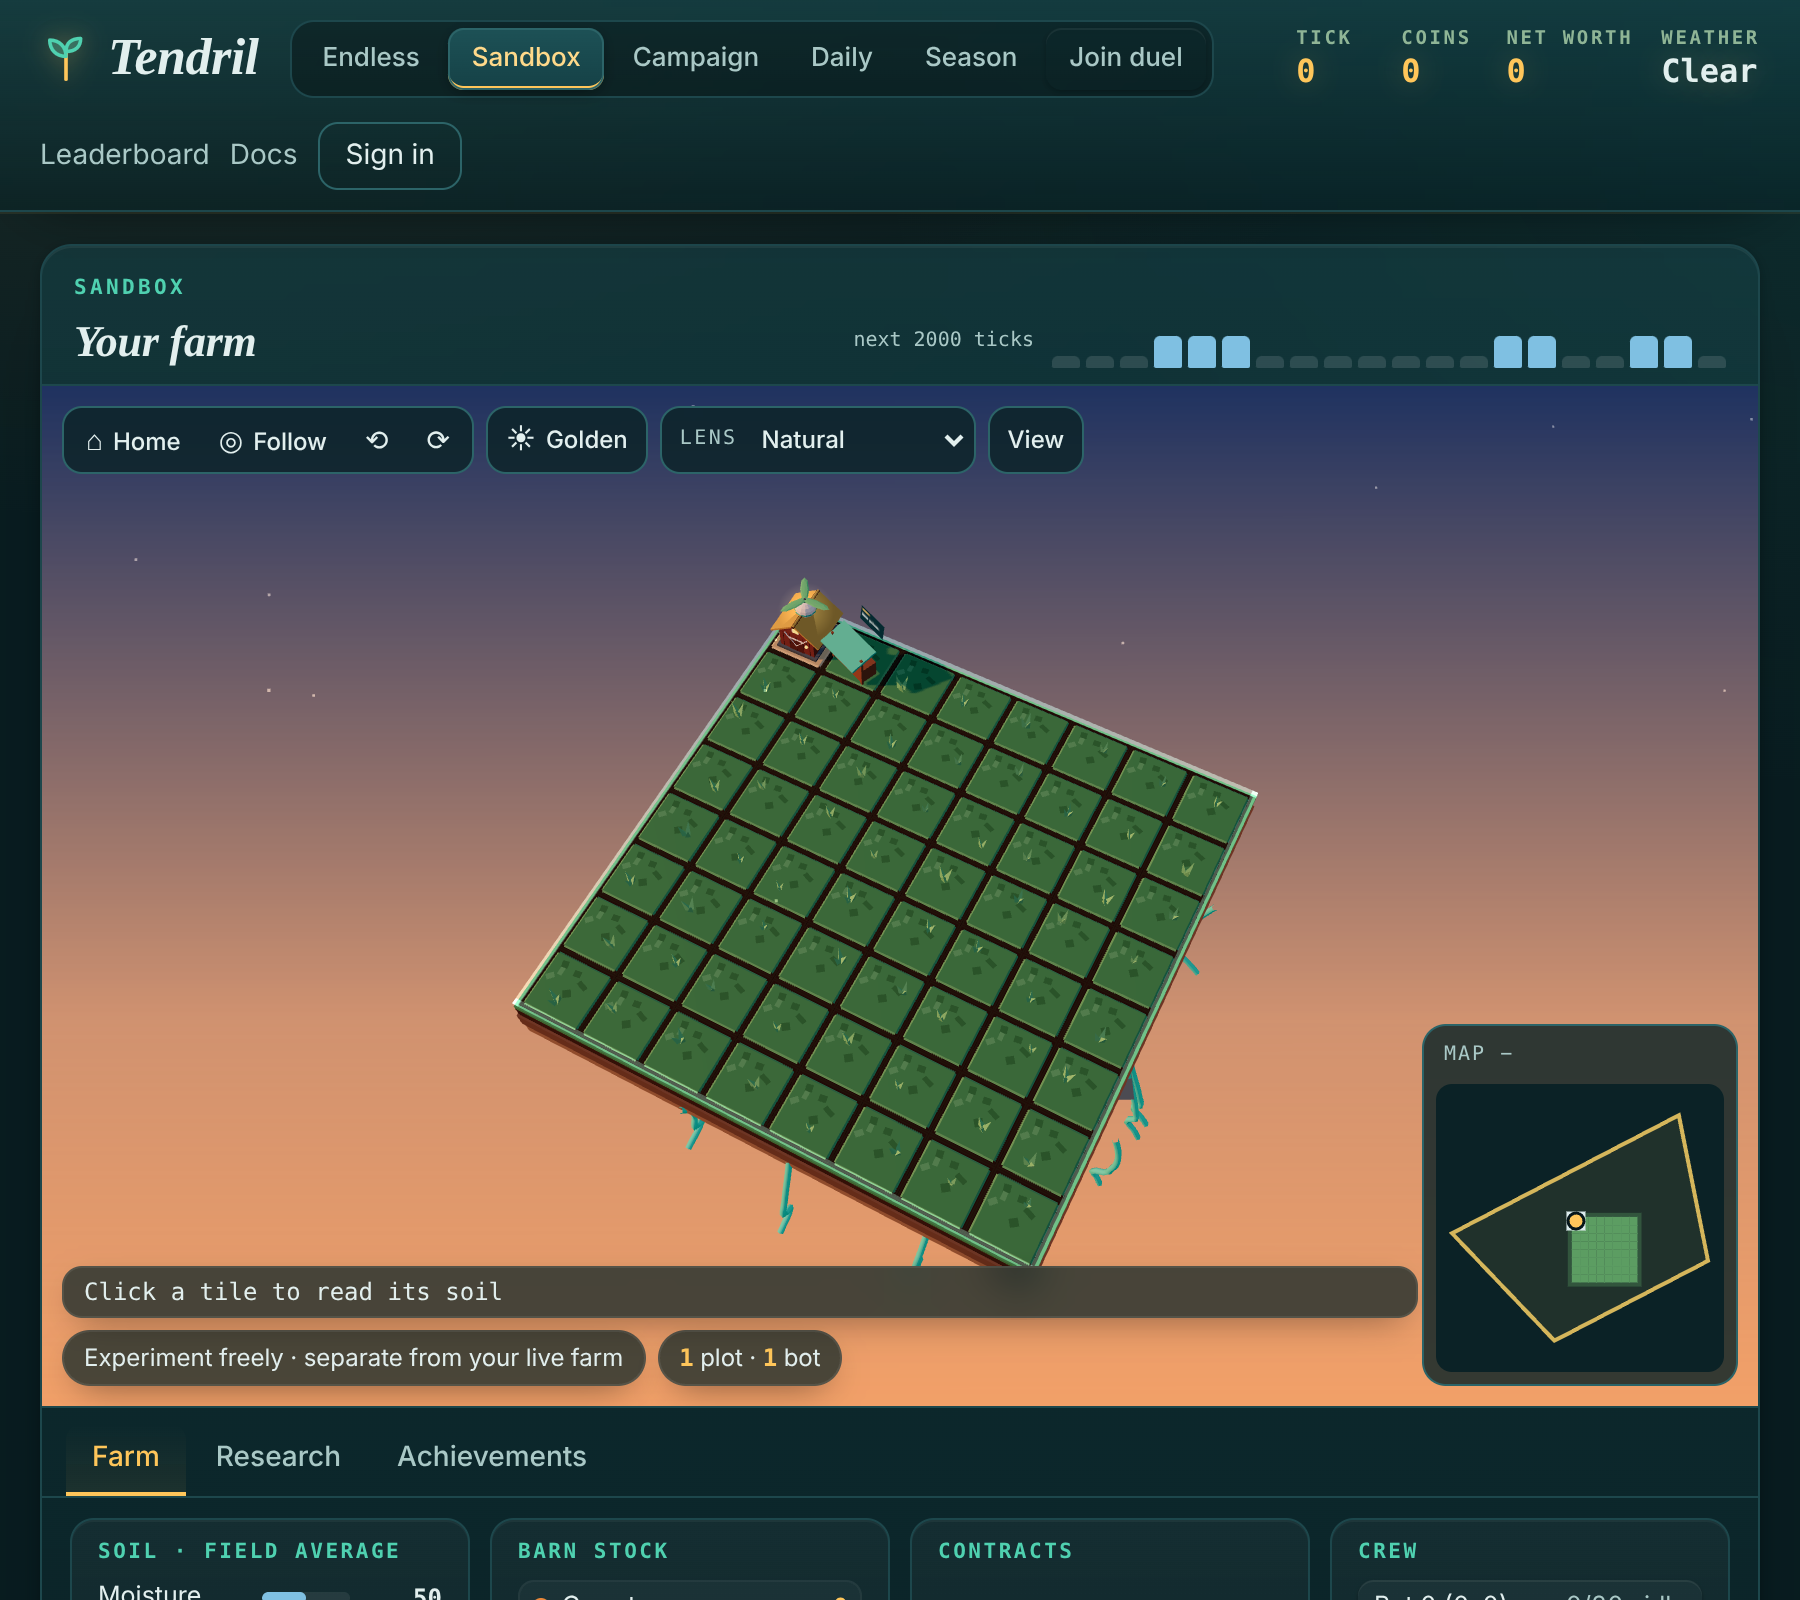 Tendril
Endless
Sandbox
Campaign
Daily
Season
Join duel
TICK
0
COINS
0
NET WORTH
0
WEATHER
Clear
Leaderboard
Docs
Sign in
SANDBOX
Your farm
next 2000 ticks
Home
Follow
Golden
LENS
Natural
View
MAP −
Click a tile to read its soil
Experiment freely · separate from your live farm
1 plot · 1 bot
Farm
Research
Achievements
SOIL · FIELD AVERAGE
Moisture
50
BARN STOCK
CONTRACTS
CREW